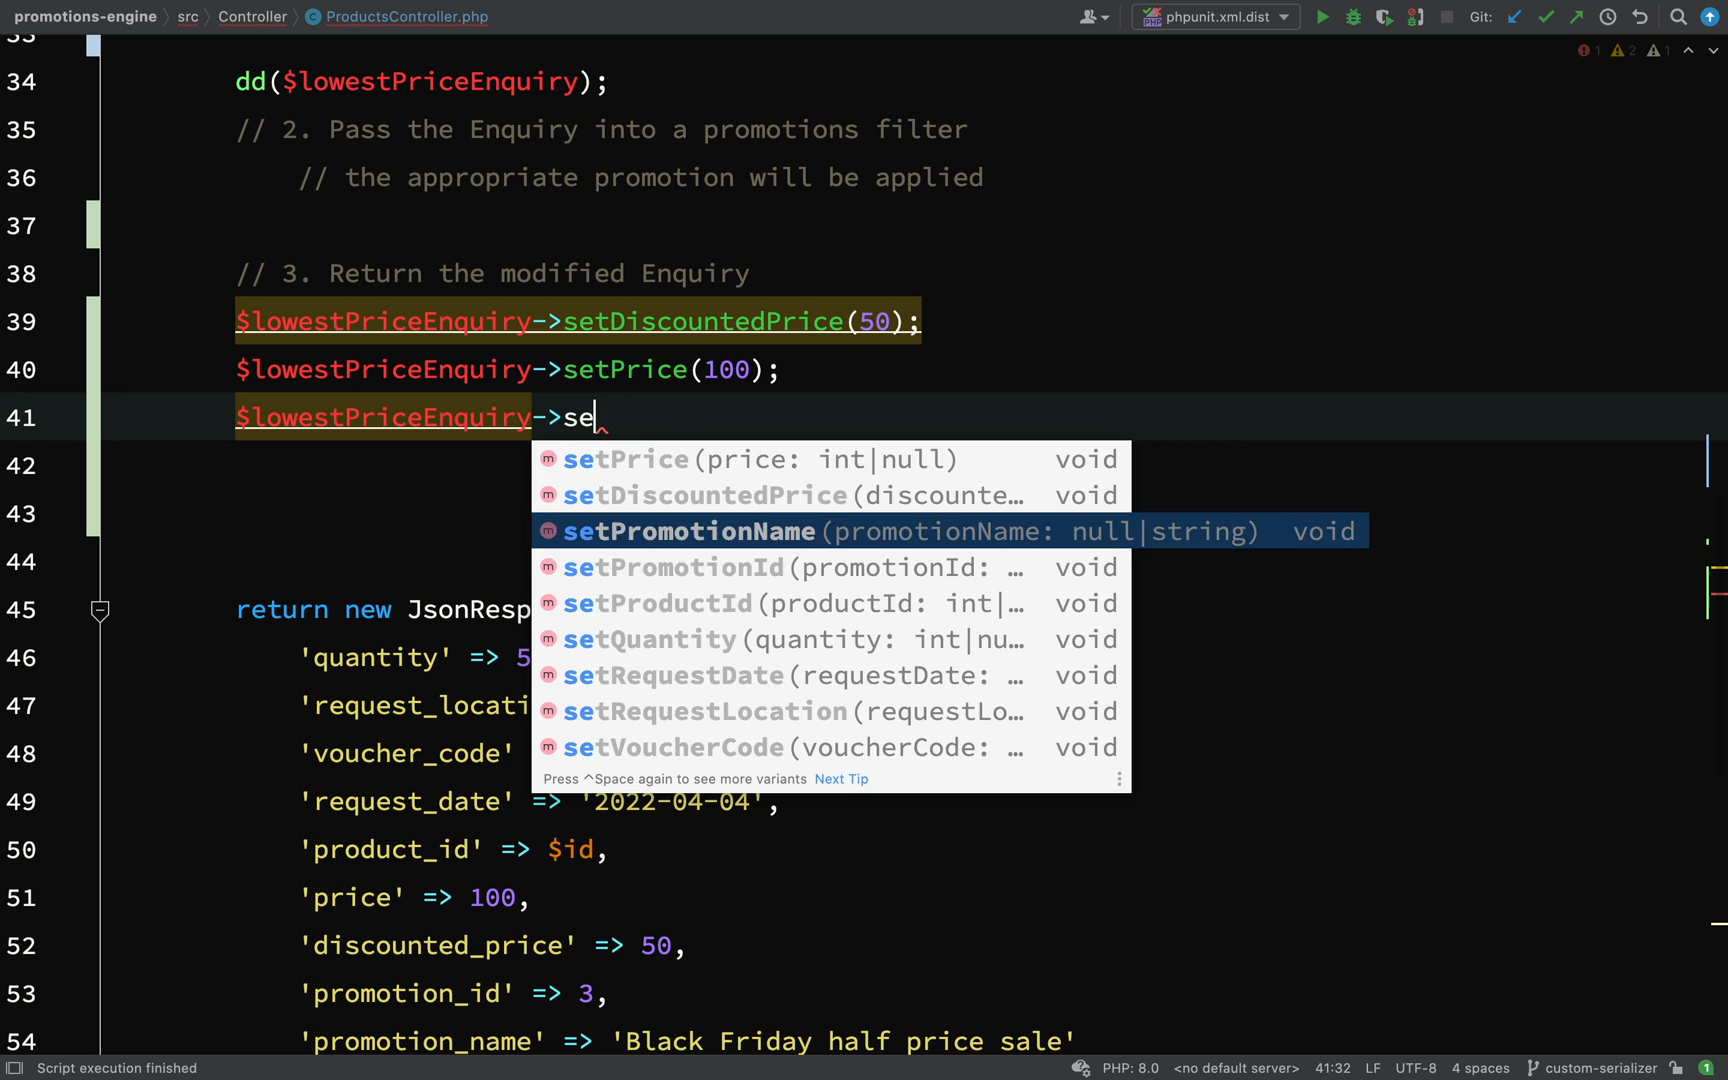 promotions-engine src Controller ProductsController.php phpunit.xml.dist Git:
1 2 1
34 dd($lowestPriceEnquiry);
35 // 2. Pass the Enquiry into a promotions filter
36 // the appropriate promotion will be applied
37
38 // 3. Return the modified Enquiry
39 $lowestPriceEnquiry->setDiscountedPrice(50);
40 $lowestPriceEnquiry->setPrice(100);
41 $lowestPriceEnquiry->se
setPrice(price: int|null) void
42
setDiscountedPrice(discounte… void
43
setPromotionName(promotionName: null|string) void
44
setPromotionId(promotionId: … void
45 return new JsonResp
setProductId(productId: int|… void
setQuantity(quantity: int|nu… void
46 'quantity' => 5
setRequestDate(requestDate: … void
47 'request_locati
setRequestLocation(requestLo… void
48 'voucher_code'
setVoucherCode(voucherCode: … void
Press ^Space again to see more variants Next Tip
49 'request_date' => '2022-04-04',
50 'product_id' => $id,
51 'price' => 100,
52 'discounted_price' => 50,
53 'promotion_id' => 3,
54 'promotion_name' => 'Black Friday half price sale'
Script execution finished PHP: 8.0 <no default server> 41:32 LF UTF-8 4 spaces custom-serializer 1